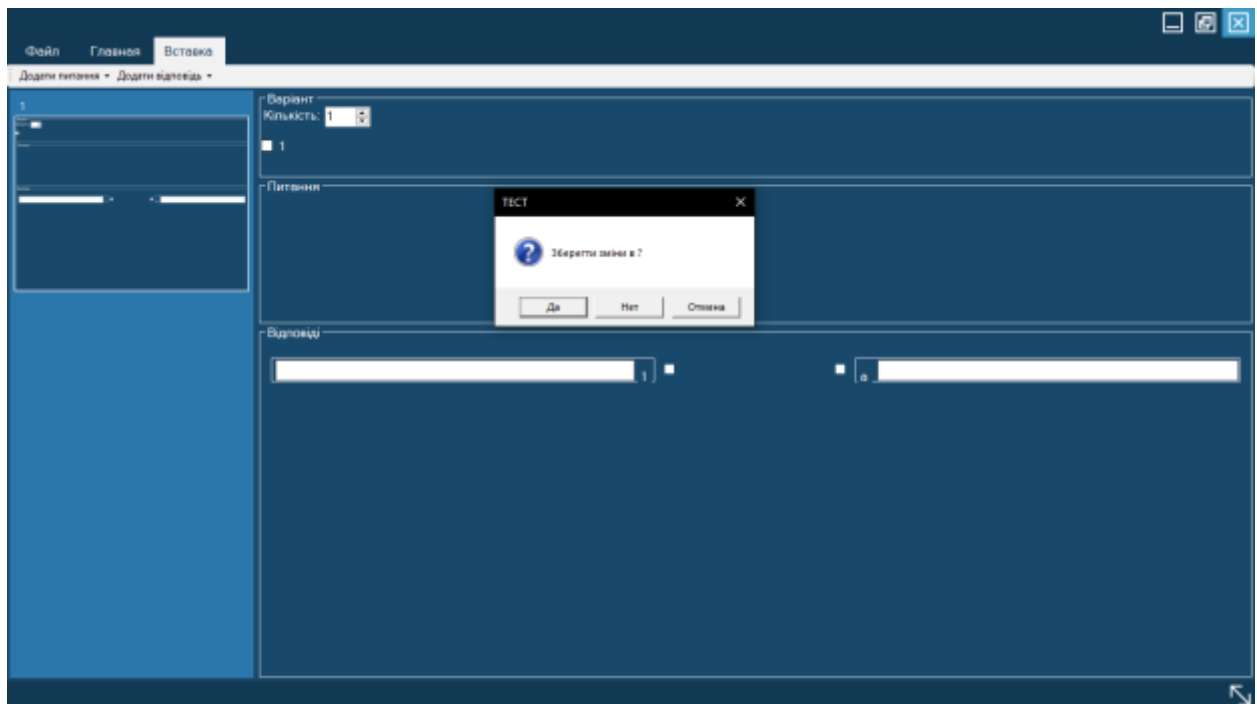 Файл Главная Вставка
Додати питання Додати відповідь
1
Варіант
Кількість: 1
1
Питання
ТЕСТ
Зберегти зміни в ?
Да Нет Отмена
Відповіді
1 а